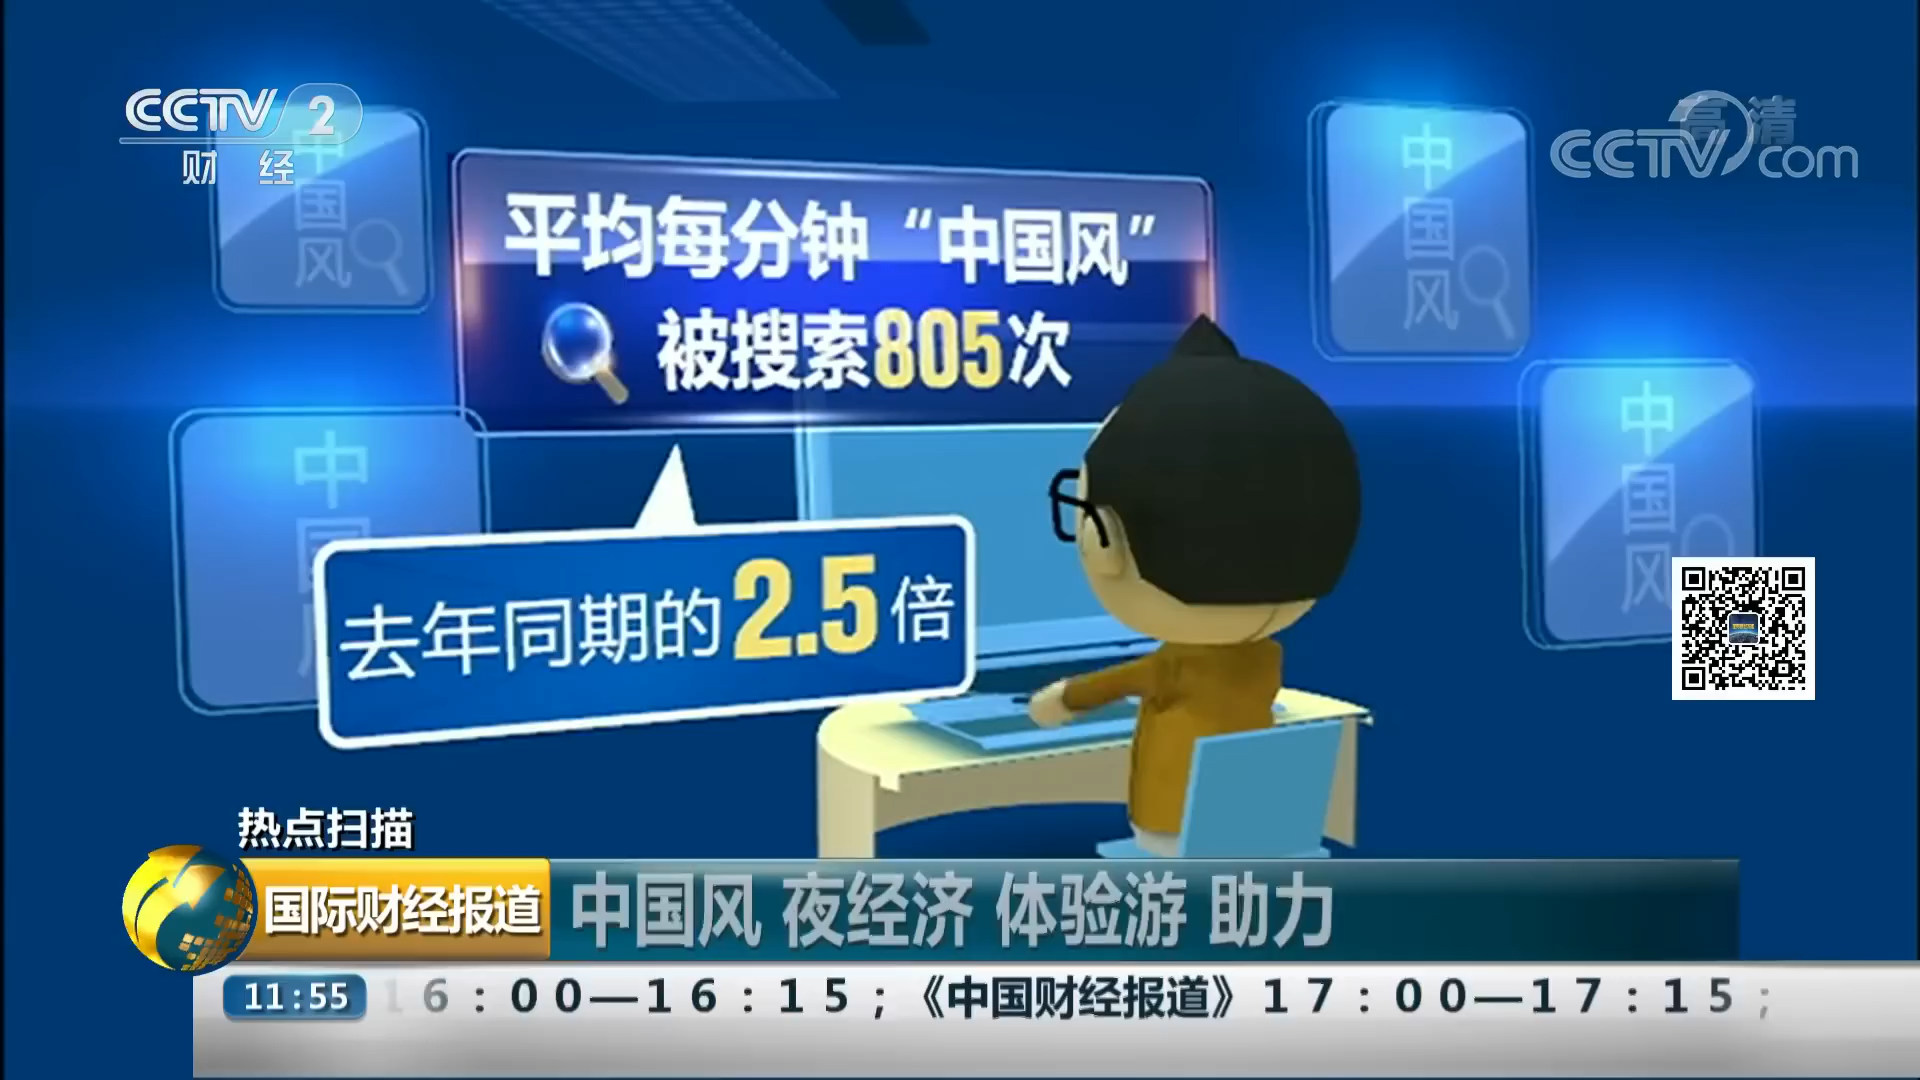 CCTV 2
财 经
高清
CCTV.com
中国风
中国风
平均每分钟“中国风”
被搜索805次
中国风
去年同期的2.5倍
中国风
热点扫描
国际财经报道
中国风 夜经济 体验游 助力
11:55
16:00—16:15;《中国财经报道》17:00—17:15;